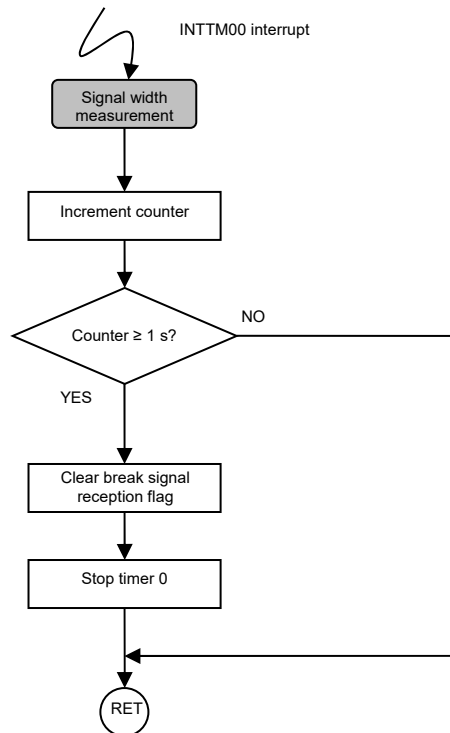 INTTM00 interrupt
Signal width
measurement
Increment counter
Counter ≥ 1 s?
NO
YES
Clear break signal
reception flag
Stop timer 0
RET